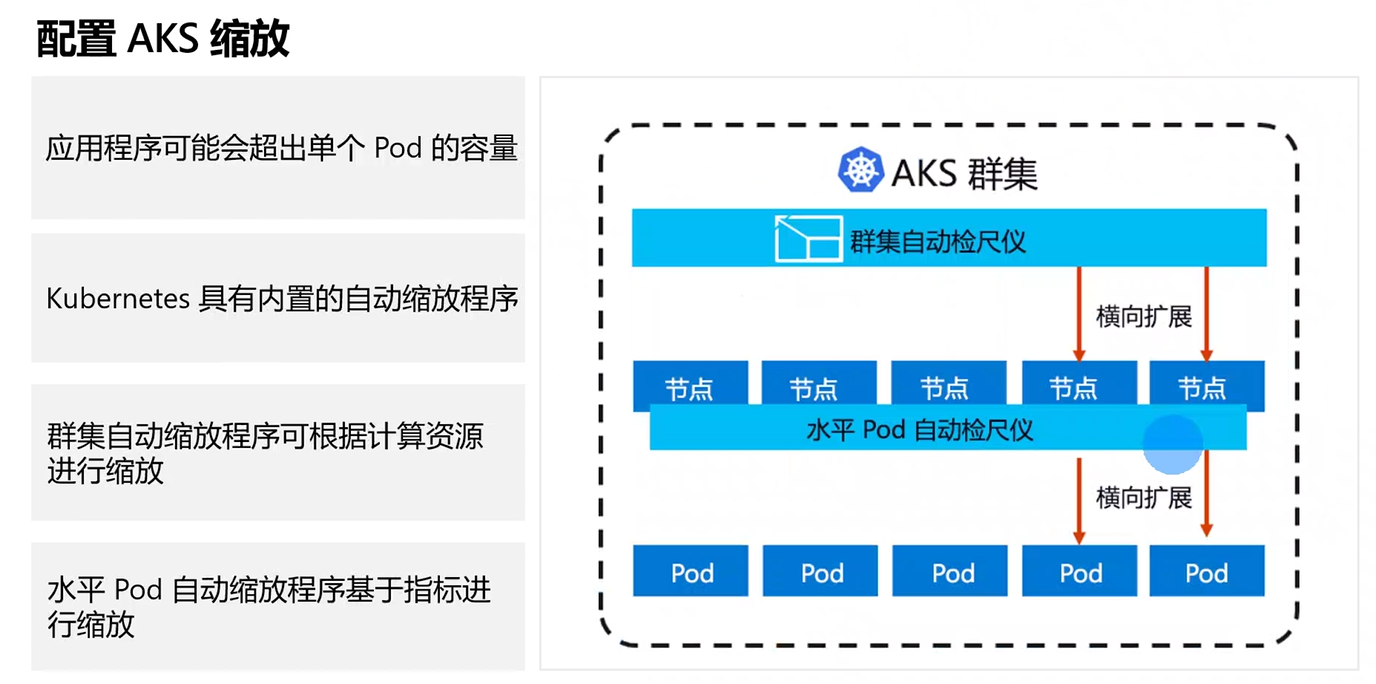 配置 AKS 缩放
应用程序可能会超出单个 Pod 的容量
Kubernetes 具有内置的自动缩放程序
群集自动缩放程序可根据计算资源
进行缩放
水平 Pod 自动缩放程序基于指标进
行缩放
AKS 群集
群集自动检尺仪
横向扩展
节点 节点 节点 节点 节点
水平 Pod 自动检尺仪
横向扩展
Pod Pod Pod Pod Pod